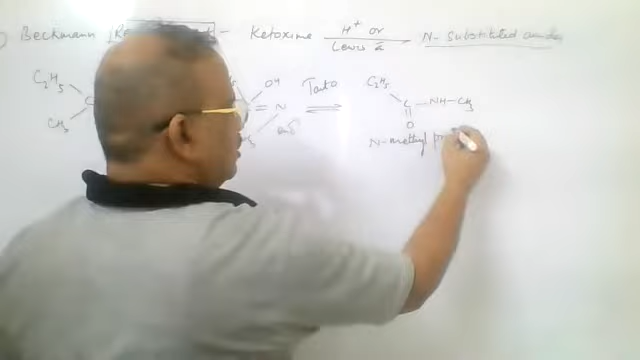 Beckmann Ketoxime H+ or Lewis a N-Substituted amides
C2H5 OH Tauto C2H5
C N C - NH - CH3
CH3 O
N-methyl